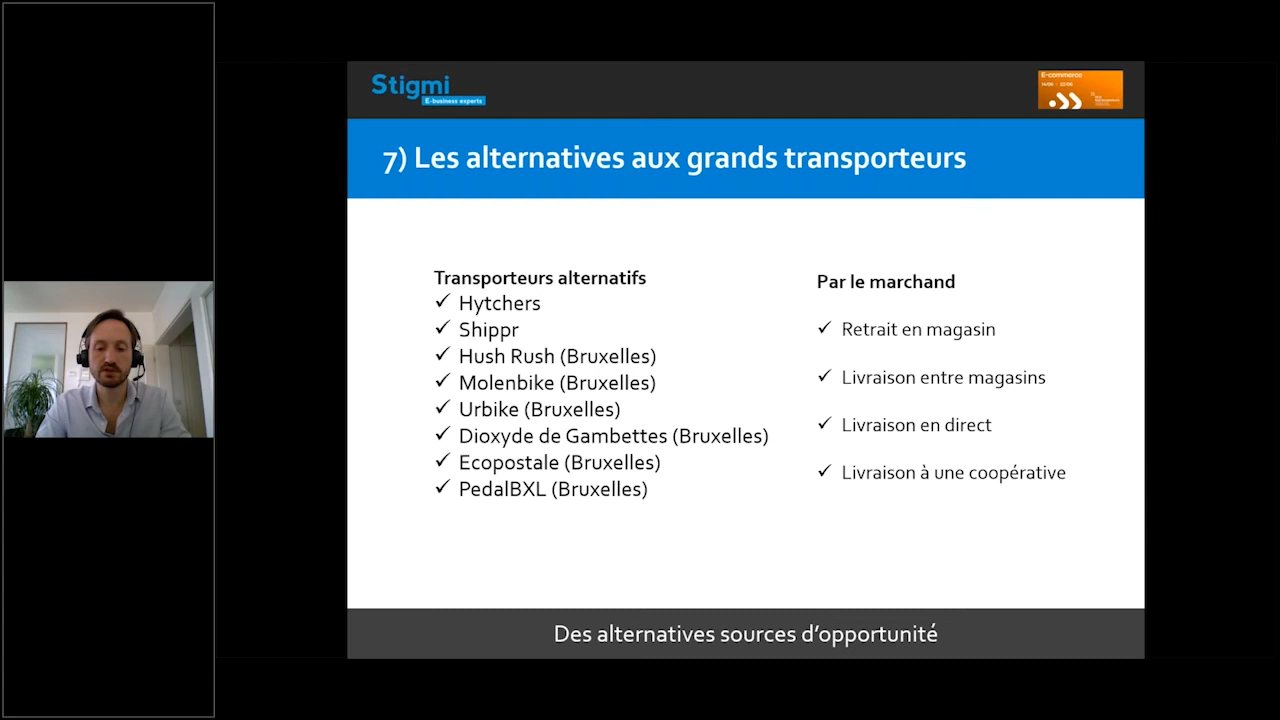 Stigmi
E-business experts
E-commerce
7) Les alternatives aux grands transporteurs
Transporteurs alternatifs
✓ Hytchers
✓ Shippr
✓ Hush Rush (Bruxelles)
✓ Molenbike (Bruxelles)
✓ Urbike (Bruxelles)
✓ Dioxyde de Gambettes (Bruxelles)
✓ Ecopostale (Bruxelles)
✓ PedalBXL (Bruxelles)
Par le marchand
✓ Retrait en magasin
✓ Livraison entre magasins
✓ Livraison en direct
✓ Livraison à une coopérative
Des alternatives sources d’opportunité